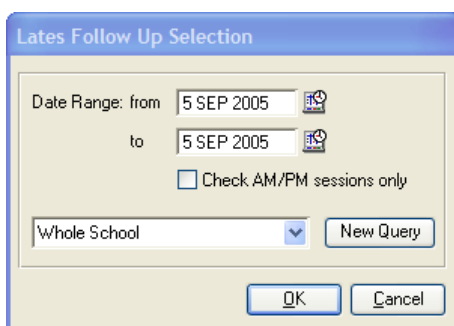 Lates Follow Up Selection
Date Range: from 5 SEP 2005
to 5 SEP 2005
Check AM/PM sessions only
Whole School New Query
OK Cancel